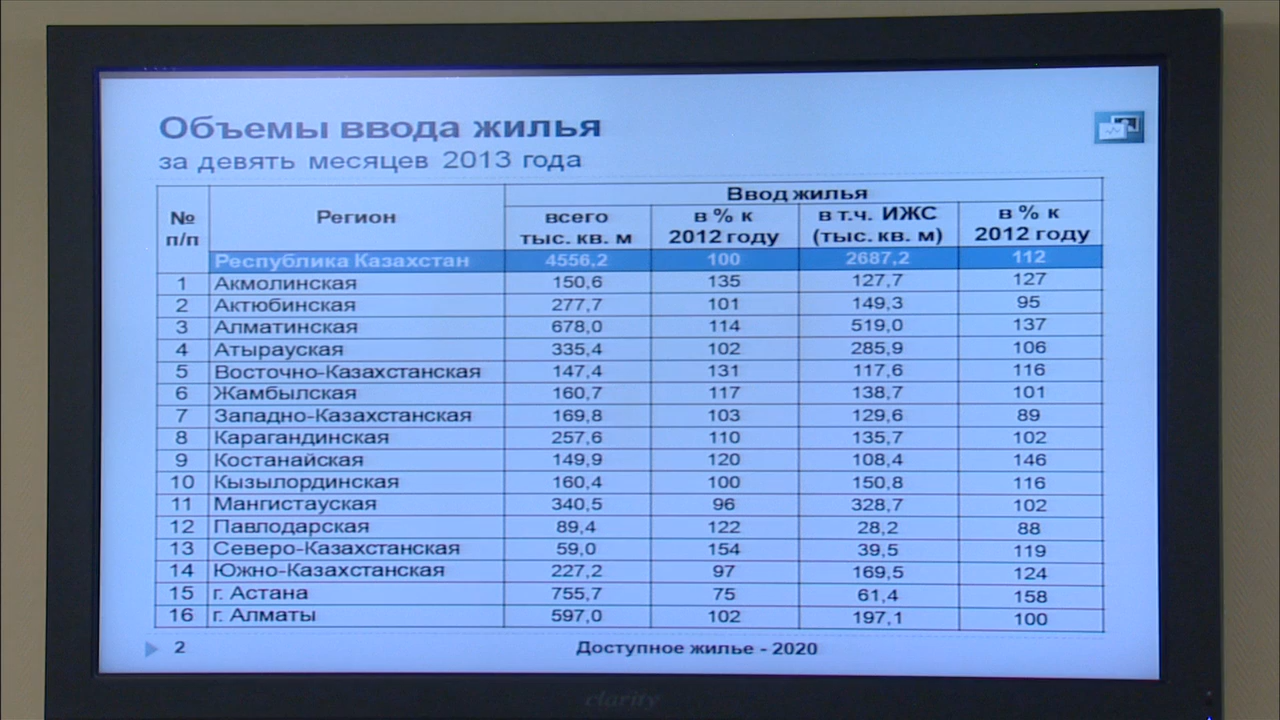 Объемы ввода жилья
за девять месяцев 2013 года
№ п/п Регион Ввод жилья
всего тыс. кв. м в % к 2012 году в т.ч. ИЖС (тыс. кв. м) в % к 2012 году
Республика Казахстан 4556,2 100 2687,2 112
1 Акмолинская 150,6 135 127,7 127
2 Актюбинская 277,7 101 149,3 95
3 Алматинская 678,0 114 519,0 137
4 Атырауская 335,4 102 285,9 106
5 Восточно-Казахстанская 147,4 131 117,6 116
6 Жамбылская 160,7 117 138,7 101
7 Западно-Казахстанская 169,8 103 129,6 89
8 Карагандинская 257,6 110 135,7 102
9 Костанайская 149,9 120 108,4 146
10 Кызылординская 160,4 100 150,8 116
11 Мангистауская 340,5 96 328,7 102
12 Павлодарская 89,4 122 28,2 88
13 Северо-Казахстанская 59,0 154 39,5 119
14 Южно-Казахстанская 227,2 97 169,5 124
15 г. Астана 755,7 75 61,4 158
16 г. Алматы 597,0 102 197,1 100
2 Доступное жилье - 2020
clarity